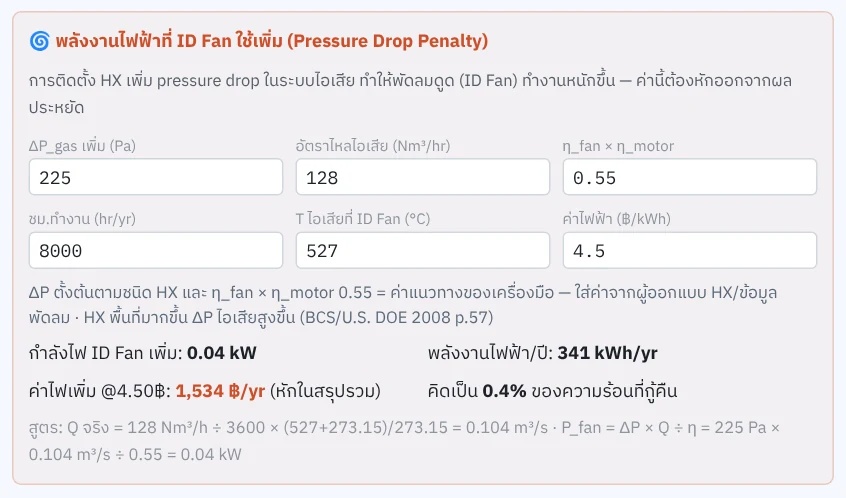 🌀 พลังงานไฟฟ้าที่ ID Fan ใช้เพิ่ม (Pressure Drop Penalty)
การติดตั้ง HX เพิ่ม pressure drop ในระบบไอเสีย ทำให้พัดลมดูด (ID Fan) ทำงานหนักขึ้น — ค่านี้ต้องหักออกจากผล
ประหยัด
ΔP_gas เพิ่ม (Pa)
อัตราไหลไอเสีย (Nm³/hr)
η_fan × η_motor
225
128
0.55
ชม.ทำงาน (hr/yr)
T ไอเสียที่ ID Fan (°C)
ค่าไฟฟ้า (฿/kWh)
8000
527
4.5
ΔP ตั้งต้นตามชนิด HX และ η_fan × η_motor 0.55 = ค่าแนวทางของเครื่องมือ — ใส่ค่าจากผู้ออกแบบ HX/ข้อมูล
พัดลม · HX พื้นที่มากขึ้น ΔP ไอเสียสูงขึ้น (BCS/U.S. DOE 2008 p.57)
กำลังไฟ ID Fan เพิ่ม: 0.04 kW
พลังงานไฟฟ้า/ปี: 341 kWh/yr
ค่าไฟเพิ่ม @4.50฿: 1,534 ฿/yr (หักในสรุปรวม)
คิดเป็น 0.4% ของความร้อนที่กู้คืน
สูตร: Q จริง = 128 Nm³/h ÷ 3600 × (527+273.15)/273.15 = 0.104 m³/s · P_fan = ΔP × Q ÷ η = 225 Pa ×
0.104 m³/s ÷ 0.55 = 0.04 kW